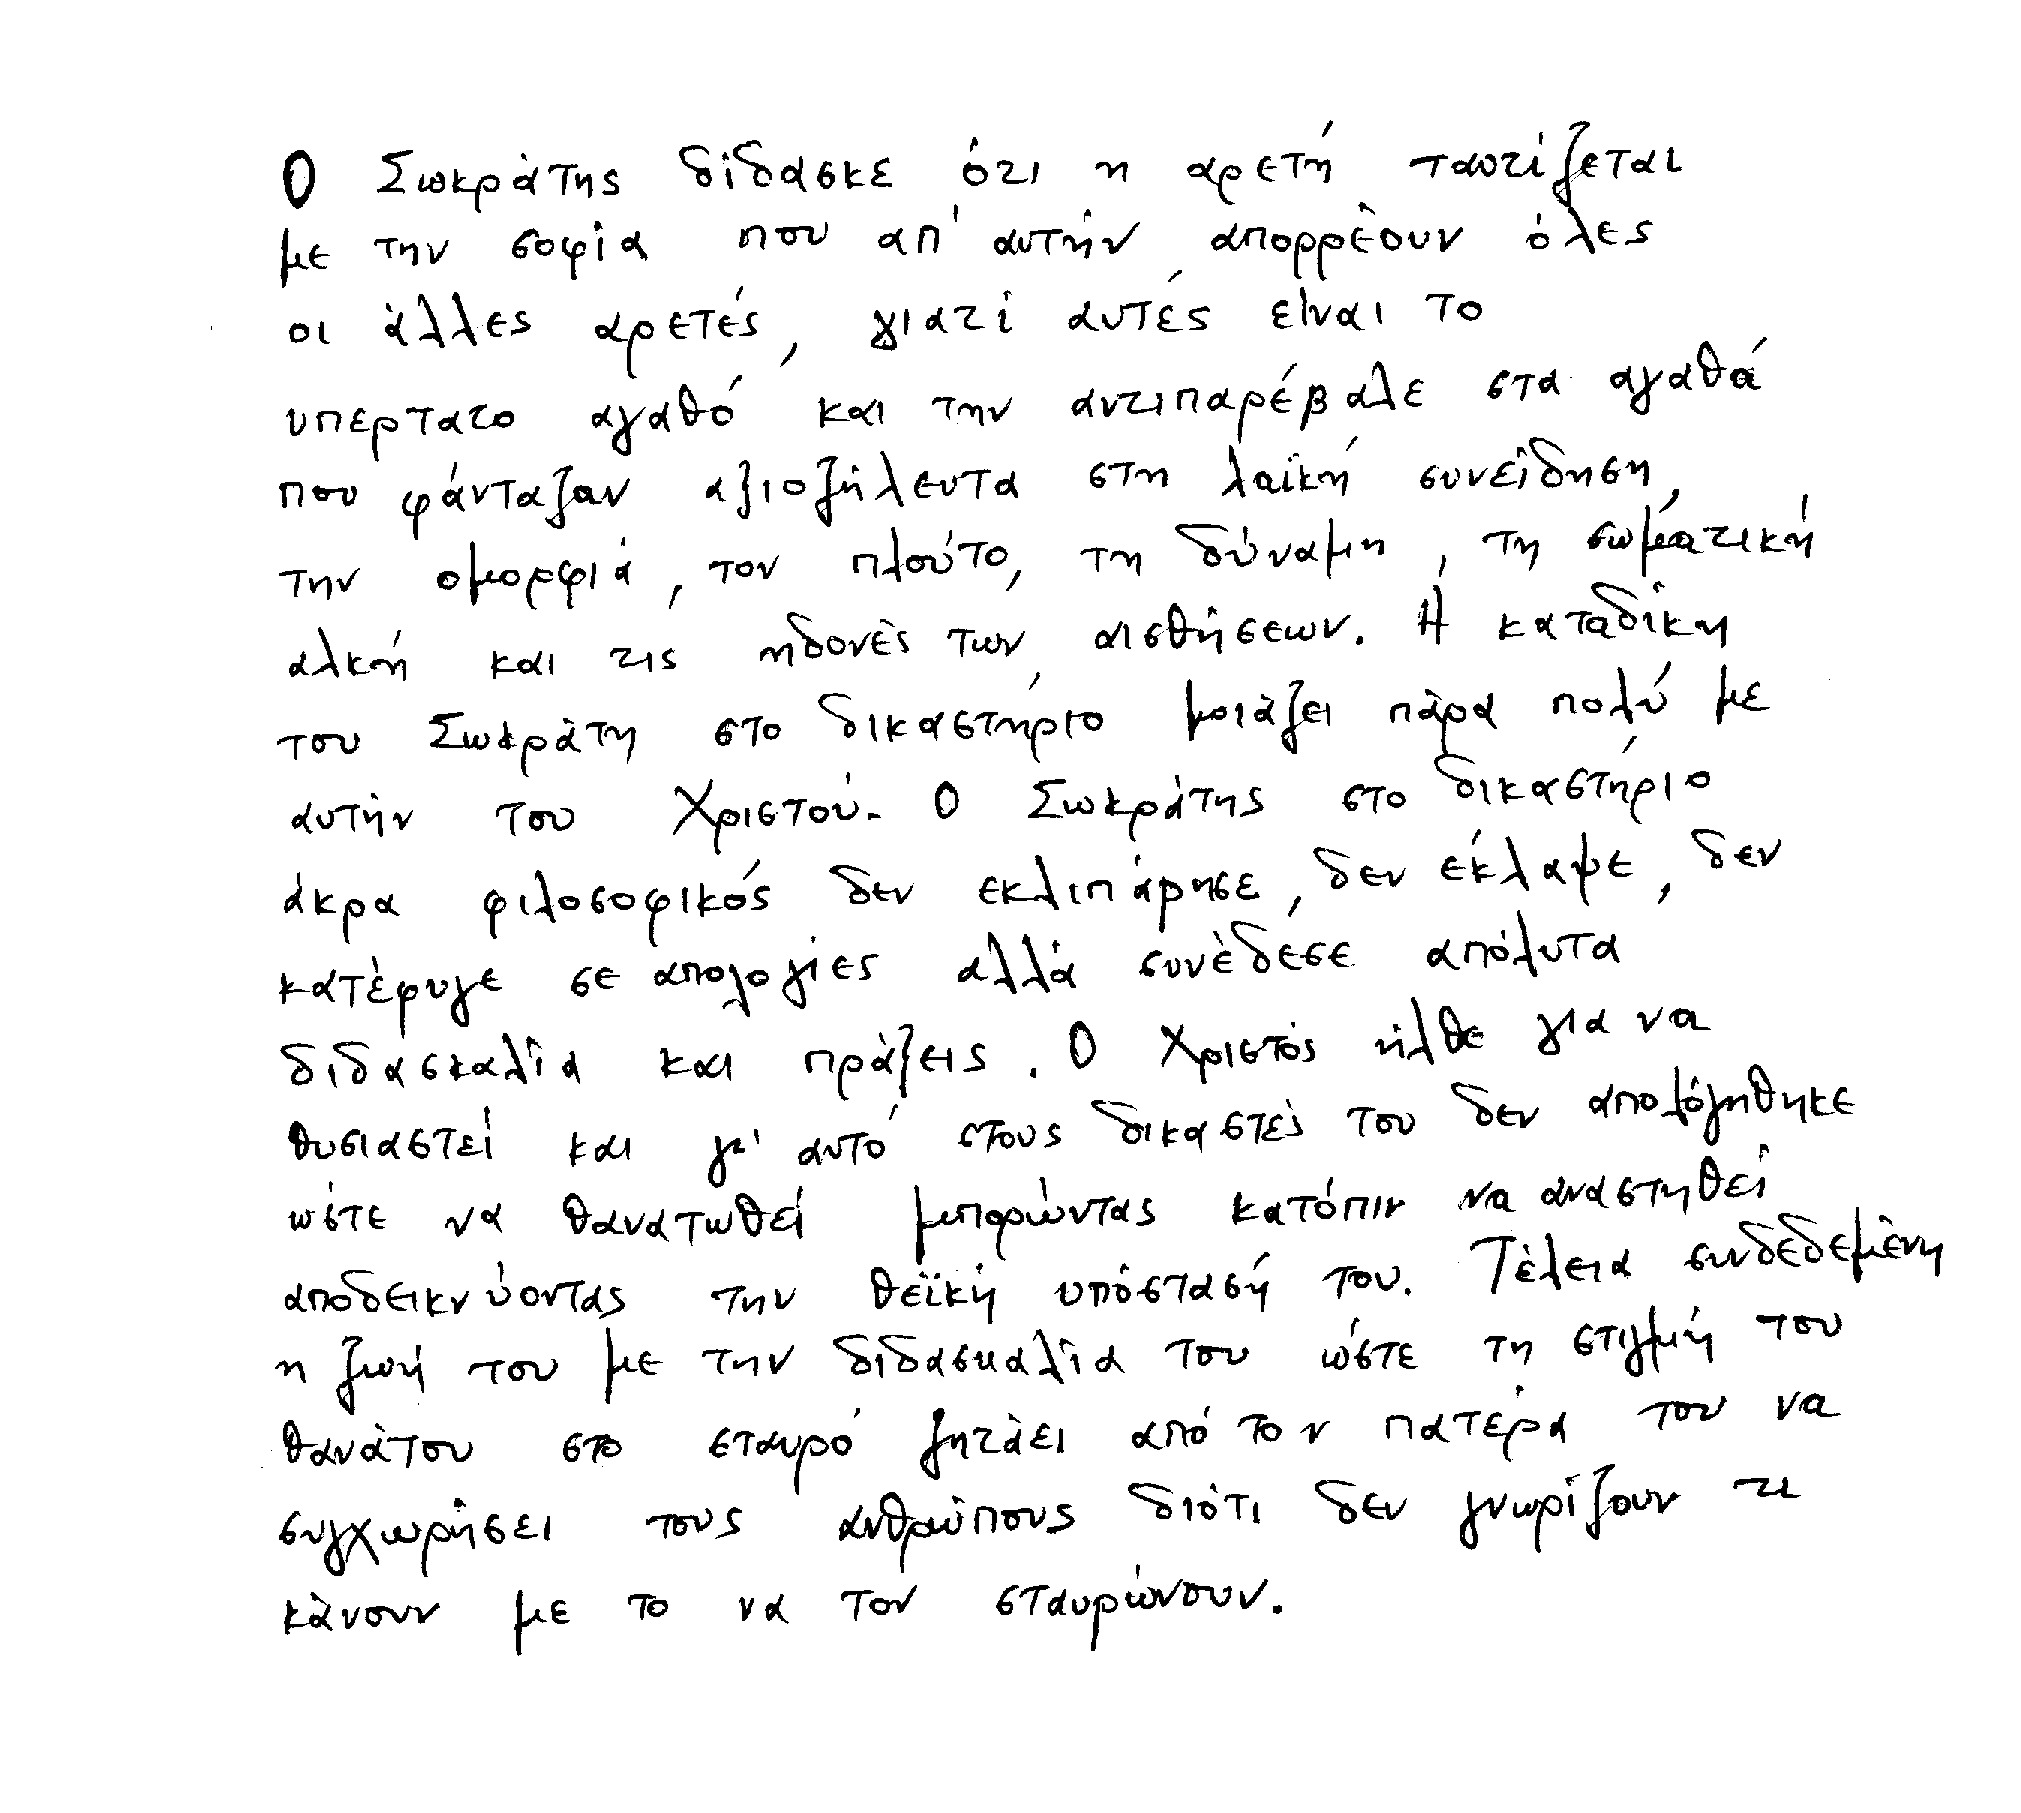 Ο Σωκράτης δίδασκε ότι η αρετή ταυτίζεται
με την σοφία που απ' αυτήν απορρέουν όλες
οι άλλες αρετές, γιατί αυτές είναι το
υπερτατο αγαθό και την αντιπαρέβαλε στα αγαθά
που φάνταζαν αξιοζήλευτα στη λαϊκή συνείδηση,
την ομορφιά, τον πλούτο, τη δύναμη, τη σωματική
αλκή και τις ηδονές των αισθήσεων. Η καταδίκη
του Σωκράτη στο δικαστήριο μοιάζει πάρα πολύ με
αυτήν του Χριστού. Ο Σωκράτης στο δικαστήριο
άκρα φιλοσοφικός δεν εκλιπάρησε, δεν έκλαψε, δεν
κατέφυγε σε απολογίες αλλά συνέδεσε απόλυτα
διδασκαλία και πράξεις. Ο Χριστός ήλθε για να
θυσιαστεί και γι' αυτό στους δικαστές του δεν απολόγηθηκε
ώστε να θανατωθεί μπορώντας κατόπιν να αναστηθεί
αποδεικνύοντας την θεϊκή υπόστασή του. Τέλεια συνδεδεμένη
η ζωή του με την διδασκαλία του ώστε τη στιγμή του
θανάτου στο σταυρό ζητάει από τον πατέρα του να
συγχωρήσει τους ανθρώπους διότι δεν γνωρίζουν τι
κάνουν με το να τον σταυρώνουν.